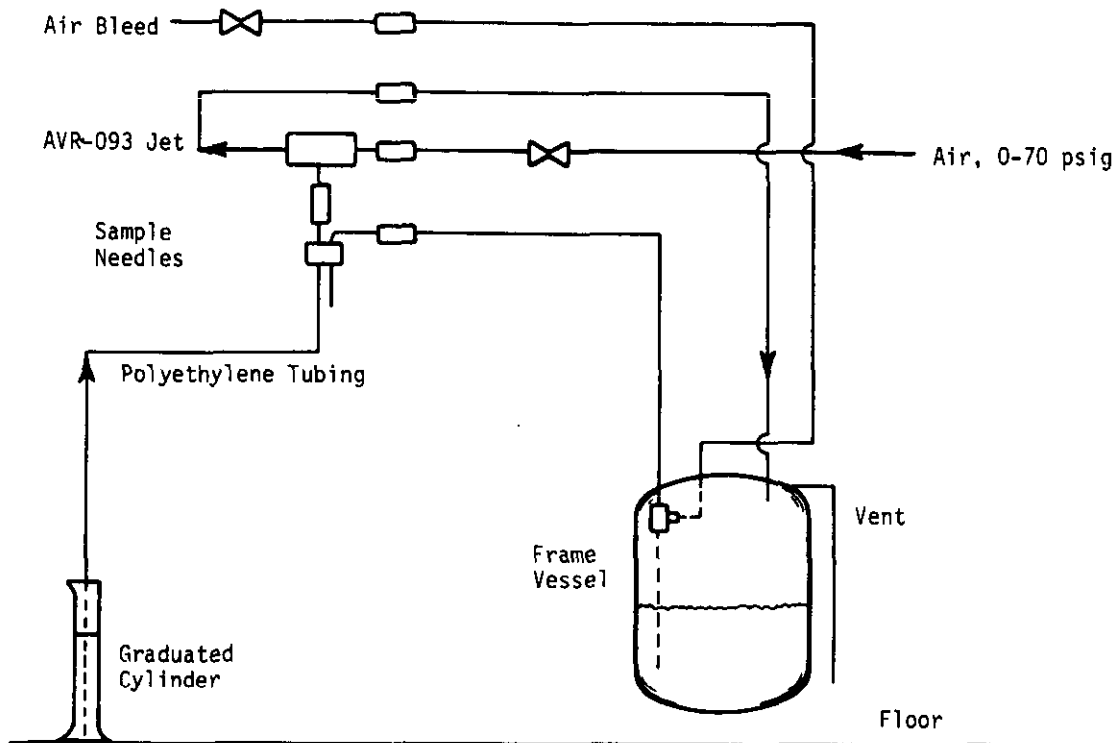 Air Bleed
AVR-093 Jet
Air, 0-70 psig
Sample
Needles
Polyethylene Tubing
Vent
Frame
Vessel
Graduated
Cylinder
Floor